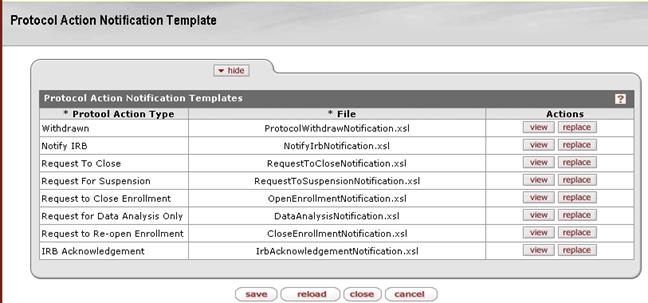 Protocol Action Notification Template
hide
Protocol Action Notification Templates ?
* Protool Action Type * File Actions
Withdrawn ProtocolWithdrawNotification.xsl view replace
Notify IRB NotifyIrbNotification.xsl view replace
Request To Close RequestToCloseNotification.xsl view replace
Request For Suspension RequestToSuspensionNotification.xsl view replace
Request to Close Enrollment OpenEnrollmentNotification.xsl view replace
Request for Data Analysis Only DataAnalysisNotification.xsl view replace
Request to Re-open Enrollment CloseEnrollmentNotification.xsl view replace
IRB Acknowledgement IrbAcknowledgementNotification.xsl view replace
save reload close cancel